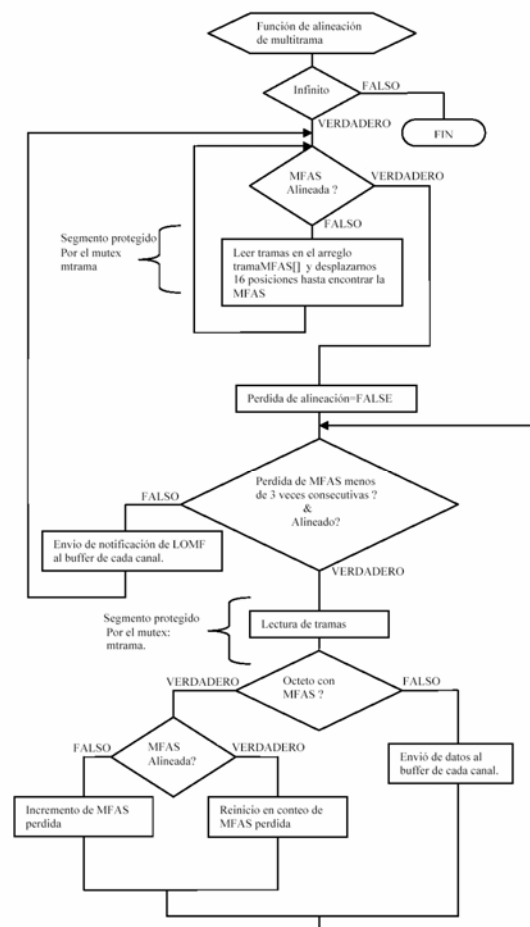 Función de alineación
de multitrama
Infinito
FALSO
VERDADERO
FIN
MFAS
Alineada ?
VERDADERO
FALSO
Segmento protegido
Por el mutex
mtrama
Leer tramas en el arreglo
tramaMFAS[] y desplazarnos
16 posiciones hasta encontrar la
MFAS
Perdida de alineación=FALSE
Perdida de MFAS menos
de 3 veces consecutivas ?
&
Alineado?
FALSO
Envio de notificación de LOMF
al buffer de cada canal.
VERDADERO
Segmento protegido
Por el mutex:
mtrama.
Lectura de tramas
VERDADERO
Octeto con
MFAS ?
FALSO
FALSO
MFAS
Alineada?
VERDADERO
Envió de datos al
buffer de cada canal.
Incremento de MFAS
perdida
Reinicio en conteo de
MFAS perdida